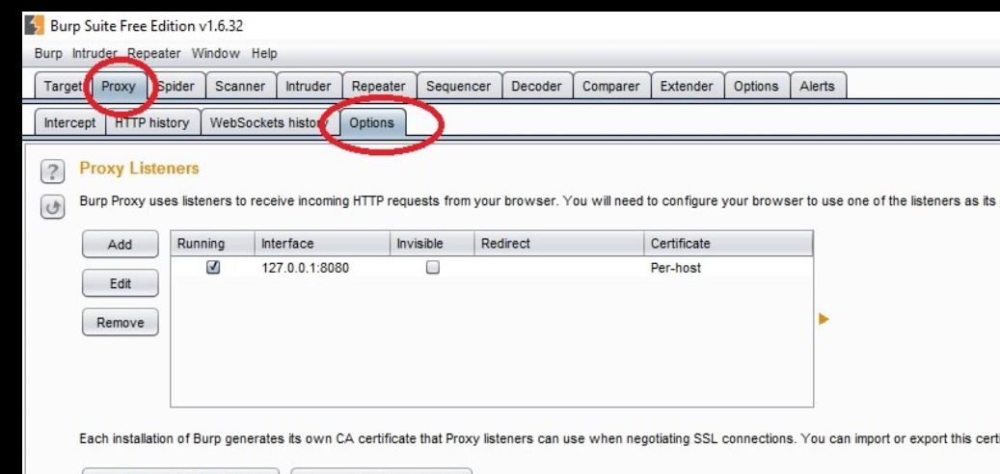 Burp Suite Free Edition v1.6.32
Burp Intruder Repeater Window Help
Target Proxy Spider Scanner Intruder Repeater Sequencer Decoder Comparer Extender Options Alerts
Intercept HTTP history WebSockets history Options
? Proxy Listeners
Burp Proxy uses listeners to receive incoming HTTP requests from your browser. You will need to configure your browser to use one of the listeners as its
Add Running Interface Invisible Redirect Certificate
127.0.0.1:8080 Per-host
Edit
Remove
Each installation of Burp generates its own CA certificate that Proxy listeners can use when negotiating SSL connections. You can import or export this certi